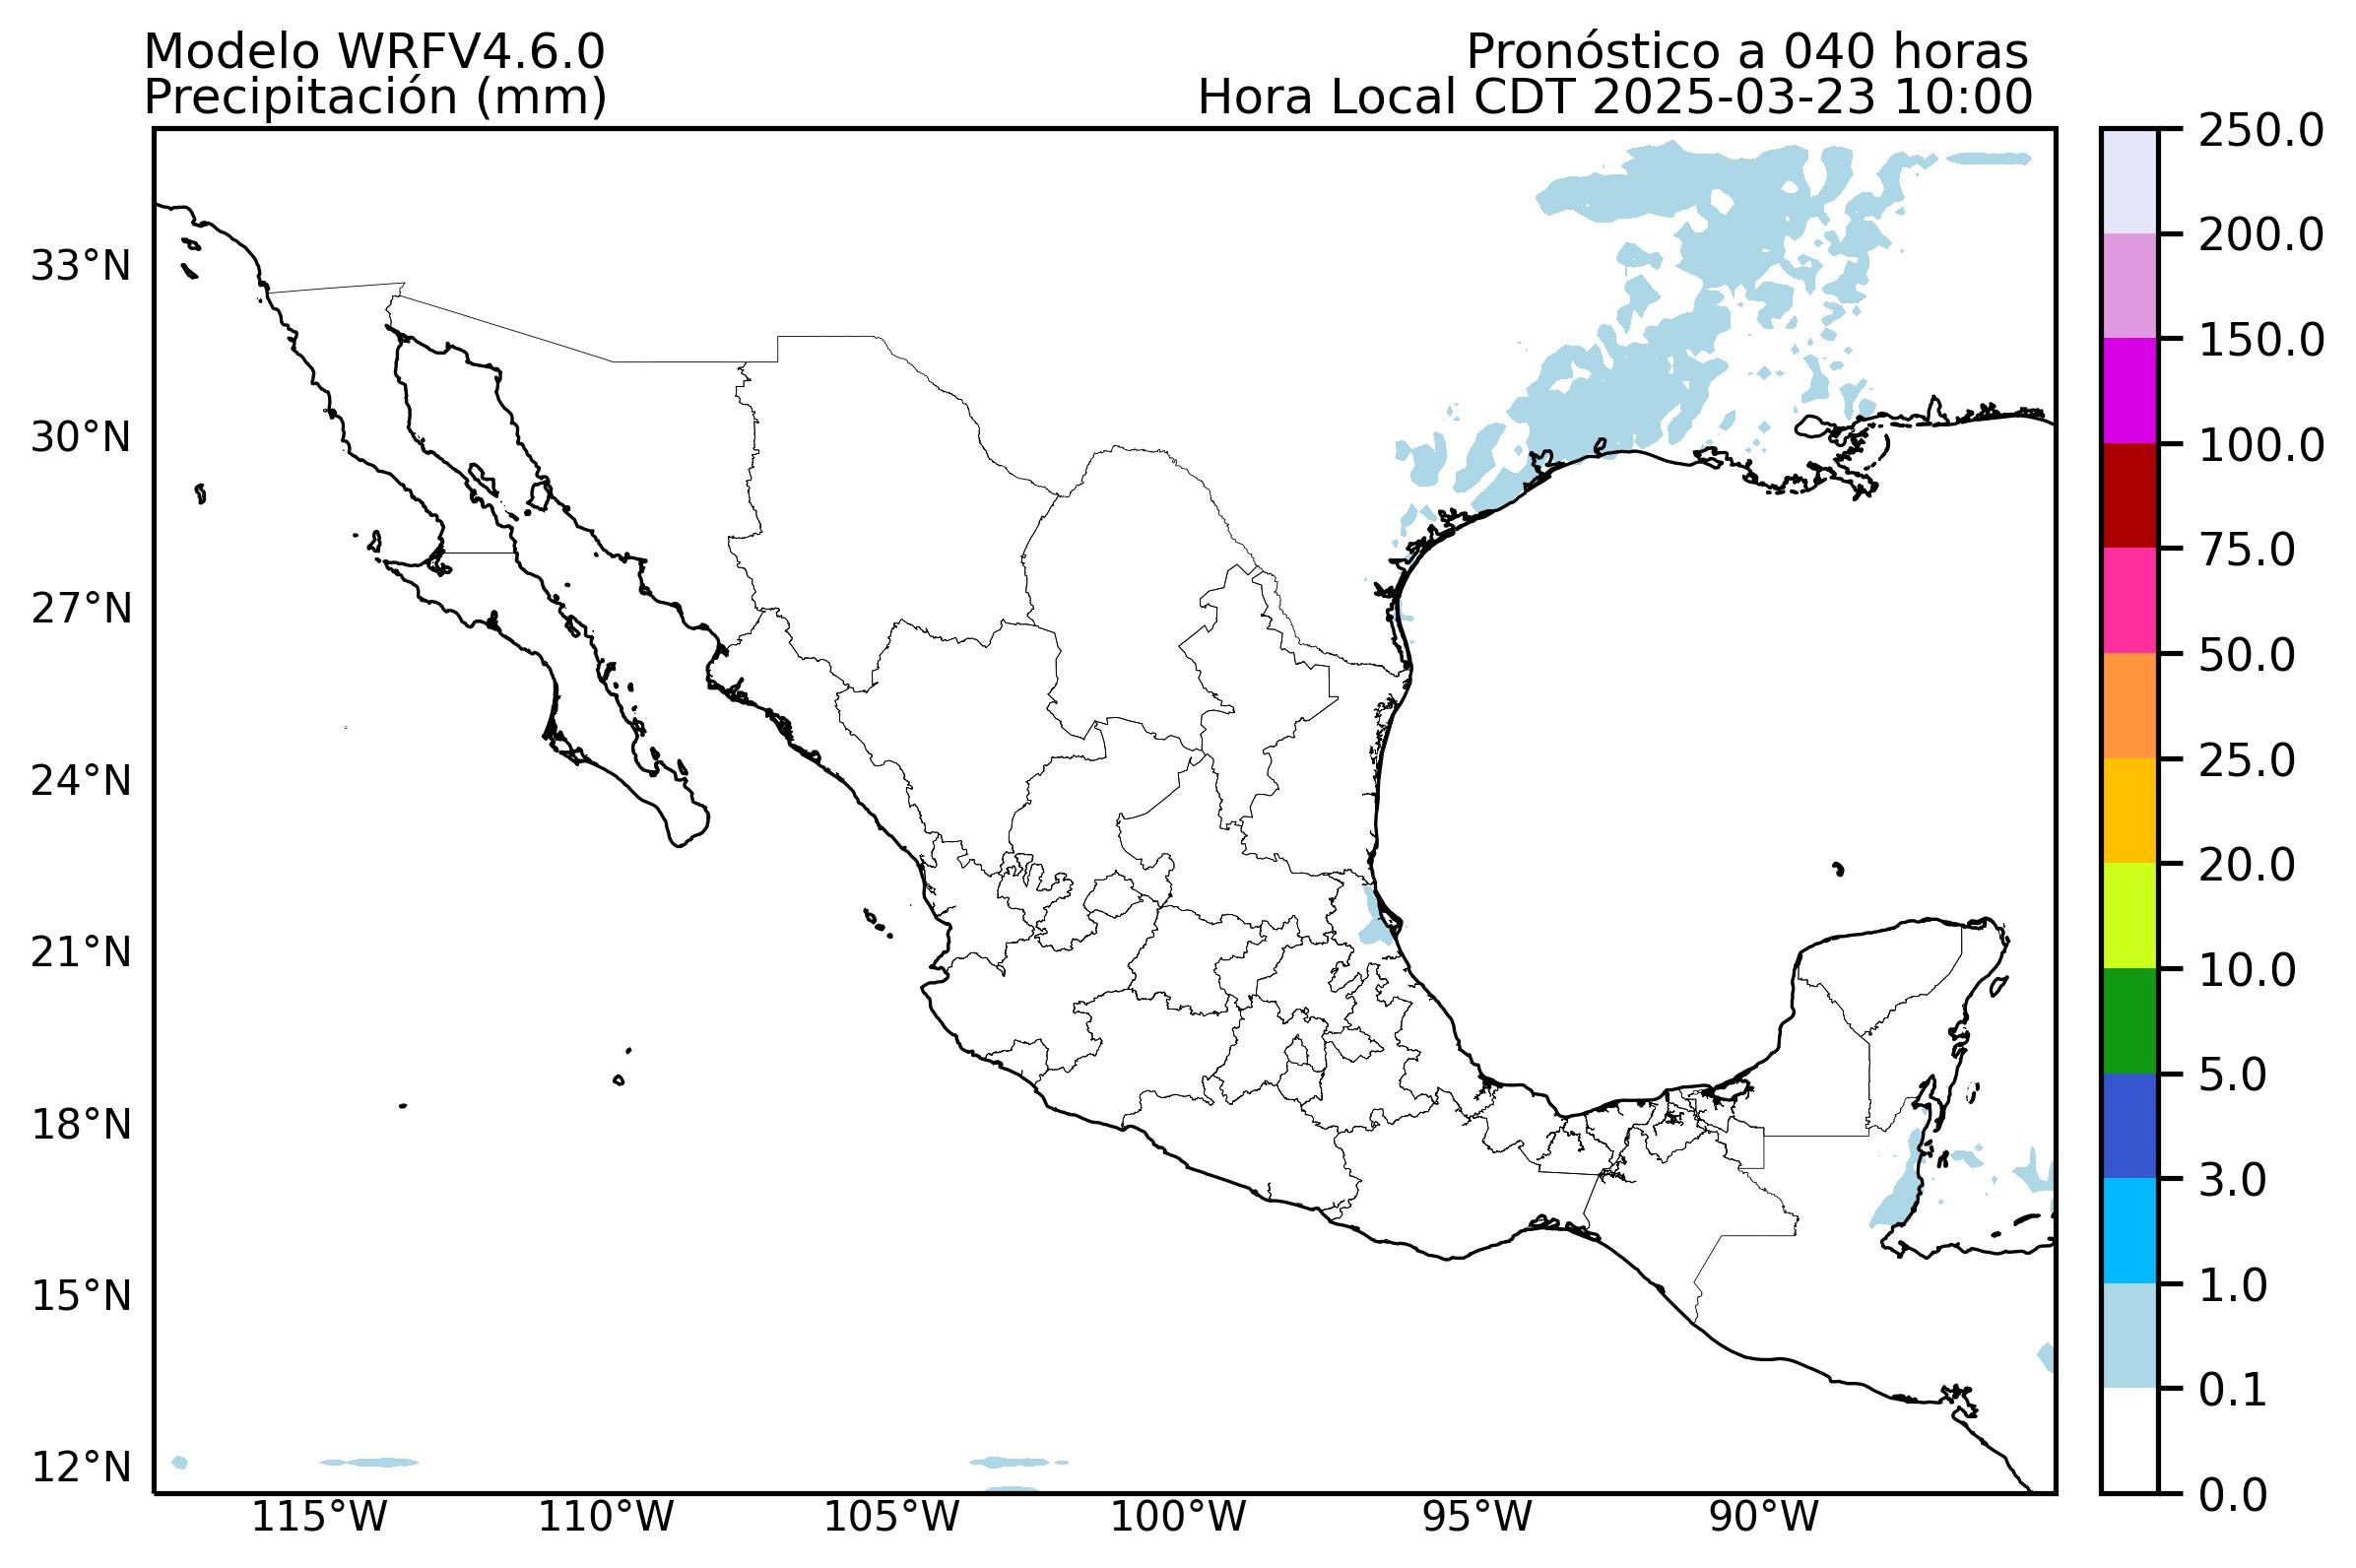 Modelo WRFV4.6.0
Pronóstico a 040 horas
Precipitación (mm)
Hora Local CDT 2025-03-23 10:00
33°N
30°N
27°N
24°N
21°N
18°N
15°N
12°N
115°W
110°W
105°W
100°W
95°W
90°W
250.0
200.0
150.0
100.0
75.0
50.0
25.0
20.0
10.0
5.0
3.0
1.0
0.1
0.0